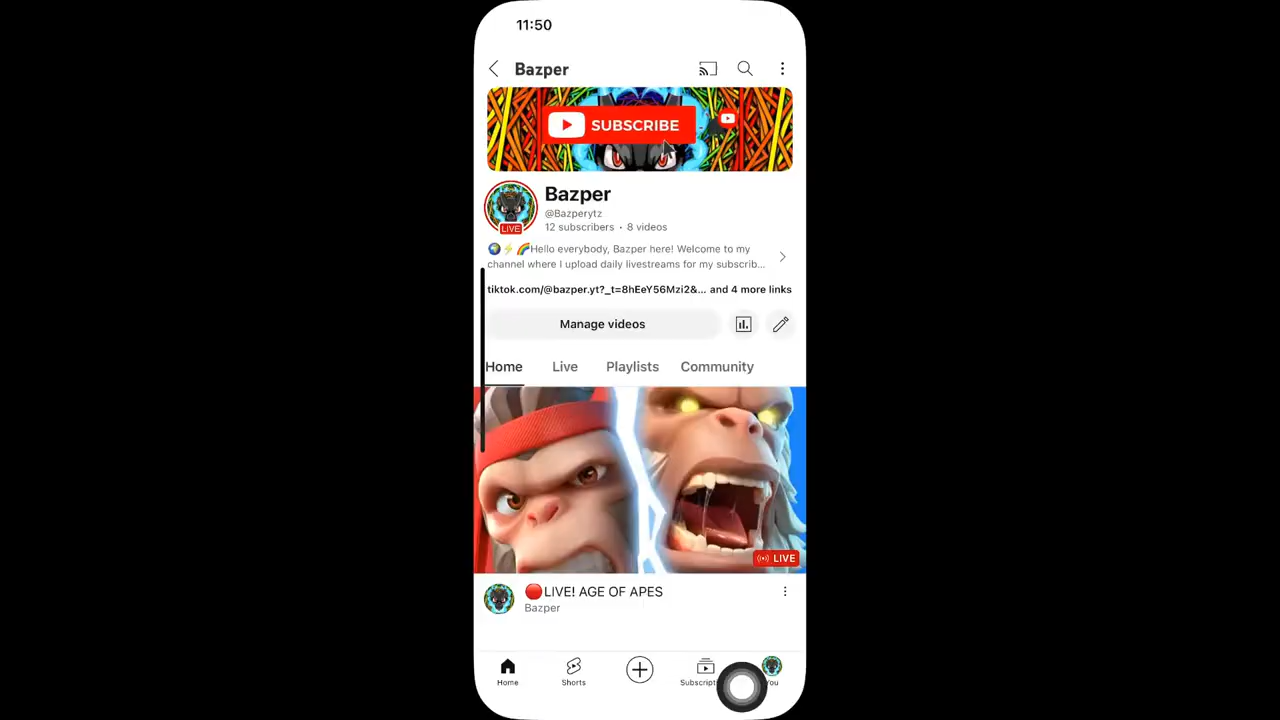 11:50
Bazper
SUBSCRIBE
Bazper
LIVE
@Bazperytz
12 subscribers • 8 videos
🌍⚡🌈Hello everybody, Bazper here! Welcome to my
channel where I upload daily livestreams for my subscrib...
tiktok.com/@bazper.yt?_t=8hEeY56Mzi2&... and 4 more links
Manage videos
Home Live Playlists Community
LIVE
🔴LIVE! AGE OF APES
Bazper
Home Shorts Subscript You